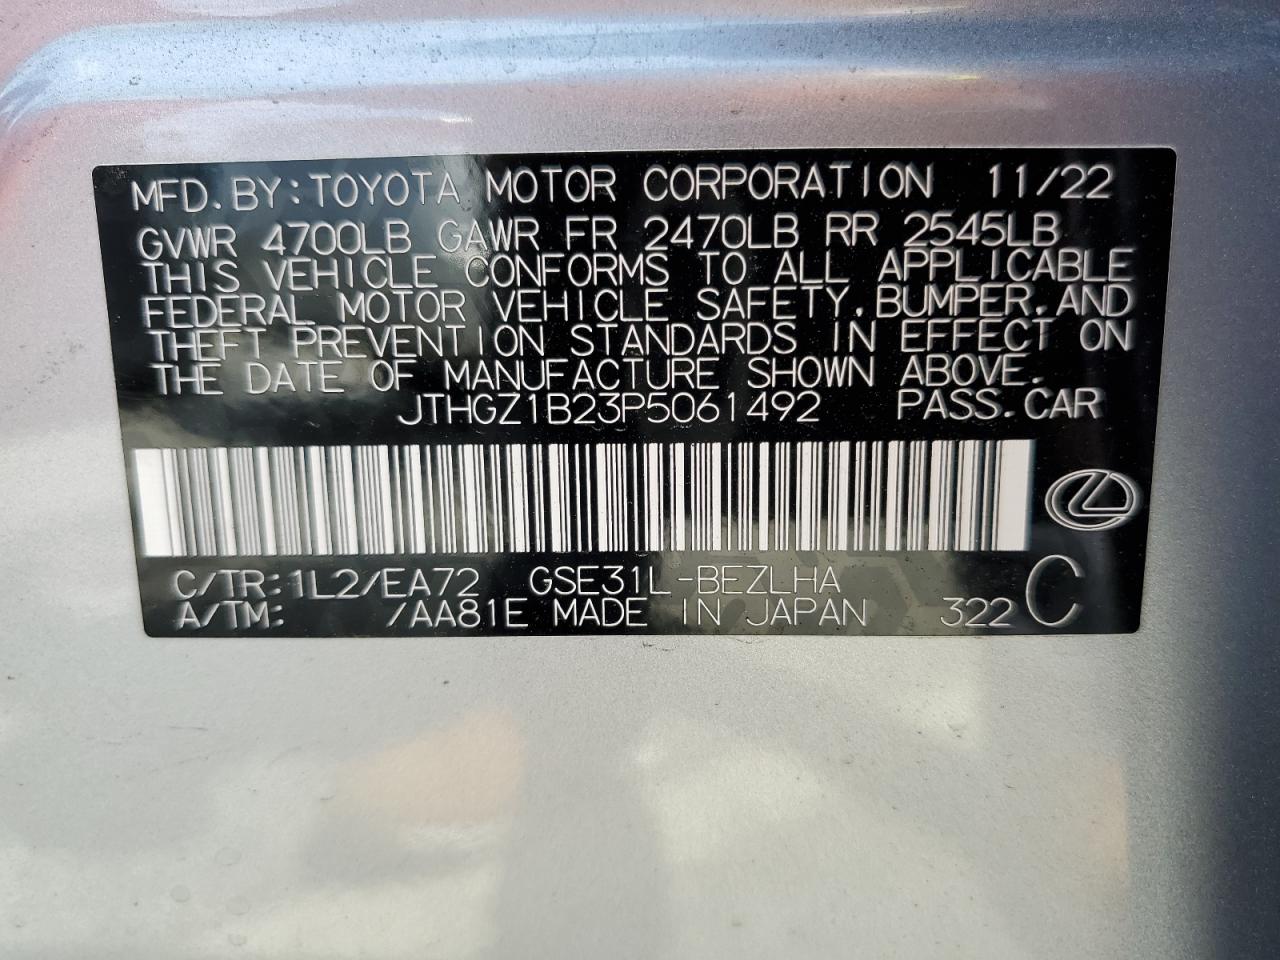 MFD.BY:TOYOTA MOTOR CORPORATION 11/22
GVWR 4700LB GAWR FR 2470LB RR 2545LB
THIS VEHICLE CONFORMS TO ALL APPLICABLE
FEDERAL MOTOR VEHICLE SAFETY,BUMPER,AND
THEFT PREVENTION STANDARDS IN EFFECT ON
THE DATE OF MANUFACTURE SHOWN ABOVE.
JTHGZ1B23P5061492 PASS.CAR
C/TR:1L2/EA72 GSE31L-BEZLHA C
A/TM: /AA81E MADE IN JAPAN 322